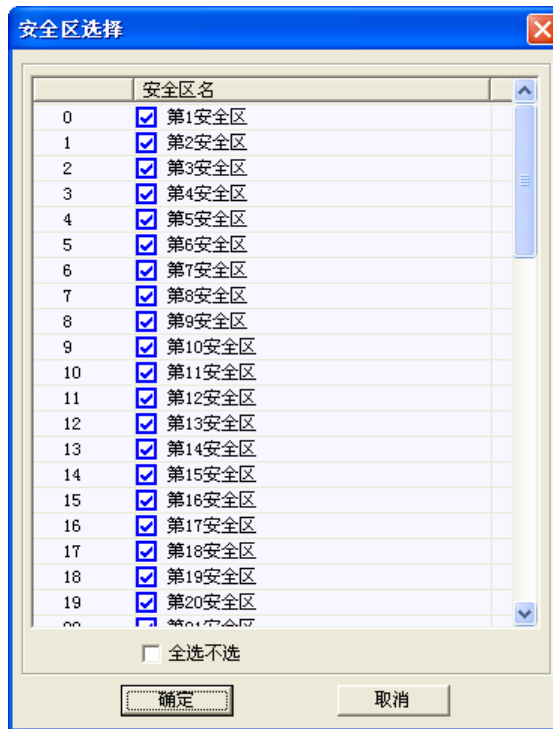 安全区选择
安全区名
0 第1安全区
1 第2安全区
2 第3安全区
3 第4安全区
4 第5安全区
5 第6安全区
6 第7安全区
7 第8安全区
8 第9安全区
9 第10安全区
10 第11安全区
11 第12安全区
12 第13安全区
13 第14安全区
14 第15安全区
15 第16安全区
16 第17安全区
17 第18安全区
18 第19安全区
19 第20安全区
全选不选
确定 取消